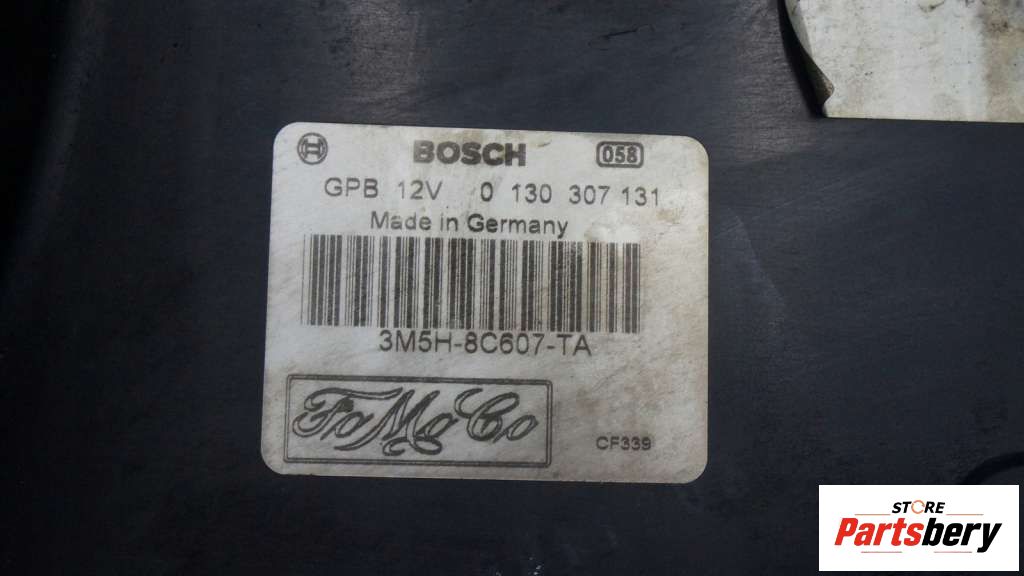 BOSCH 058
GPB 12V 0 130 307 131
Made in Germany
3M5H-8C607-TA
FoMoCo
CF339
STORE
Partsbery